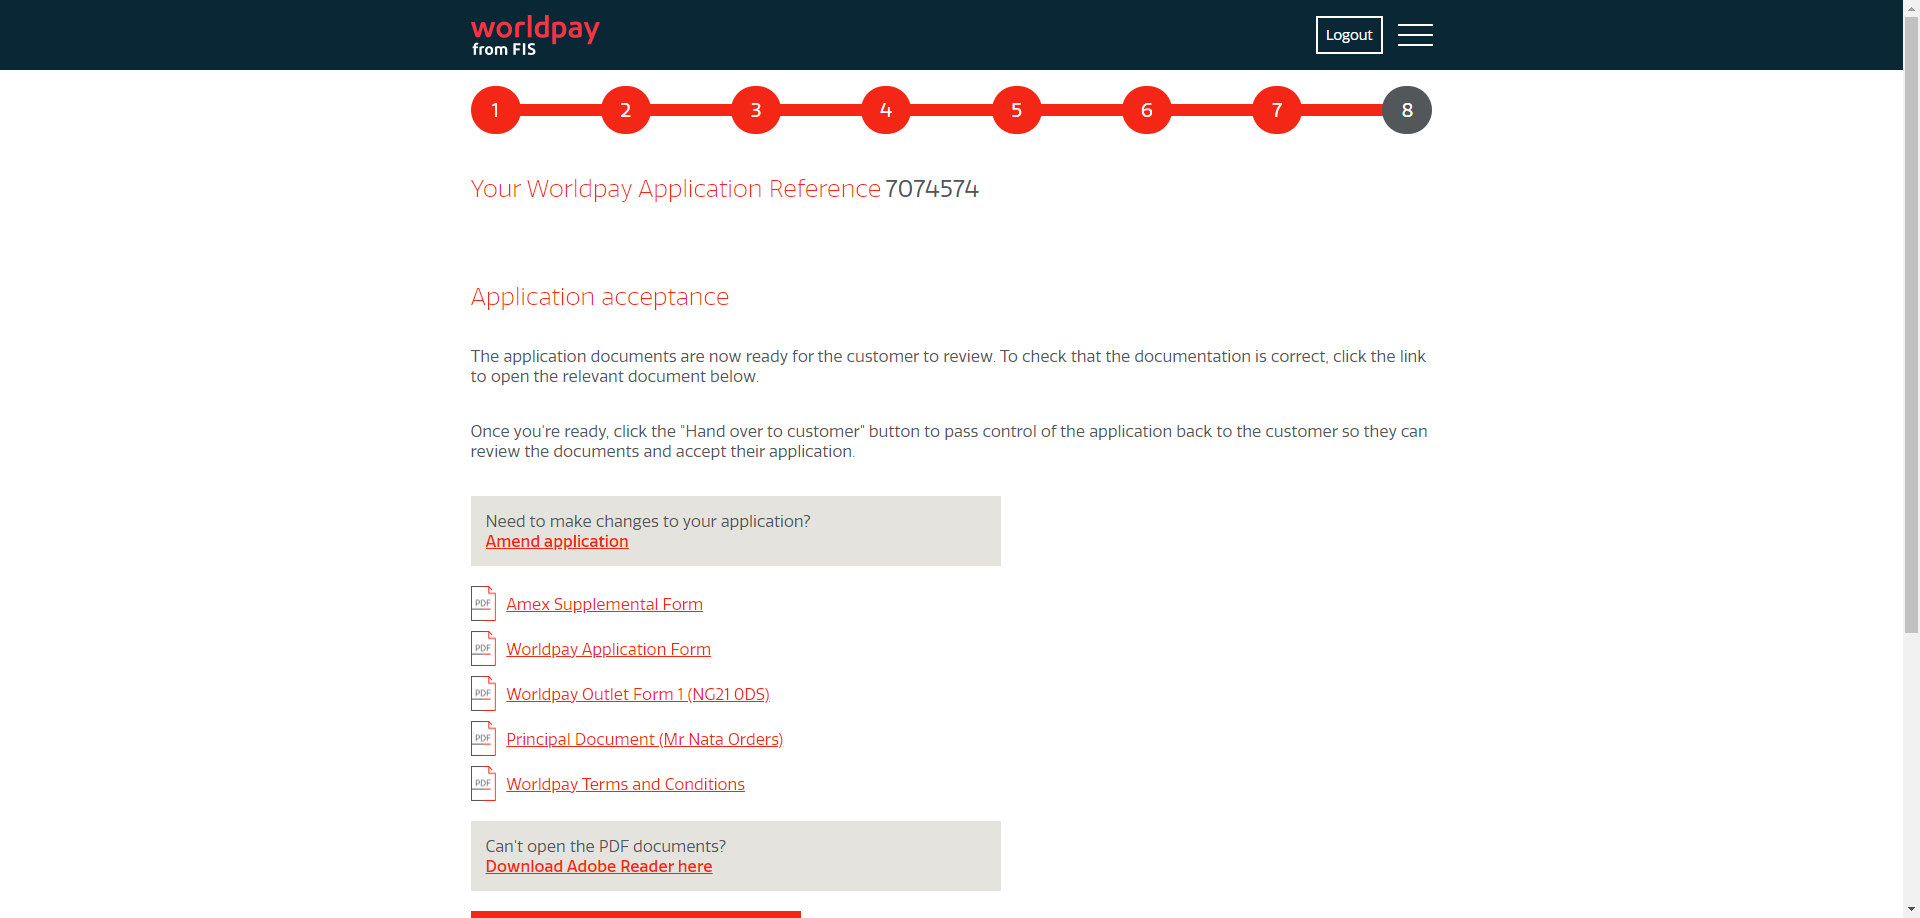 worldpay
from FIS
Logout
1 2 3 4 5 6 7 8
Your Worldpay Application Reference 7074574
Application acceptance
The application documents are now ready for the customer to review. To check that the documentation is correct, click the link
to open the relevant document below.
Once you're ready, click the "Hand over to customer" button to pass control of the application back to the customer so they can
review the documents and accept their application.
Need to make changes to your application?
Amend application
PDF Amex Supplemental Form
PDF Worldpay Application Form
PDF Worldpay Outlet Form 1 (NG21 0DS)
PDF Principal Document (Mr Nata Orders)
PDF Worldpay Terms and Conditions
Can't open the PDF documents?
Download Adobe Reader here